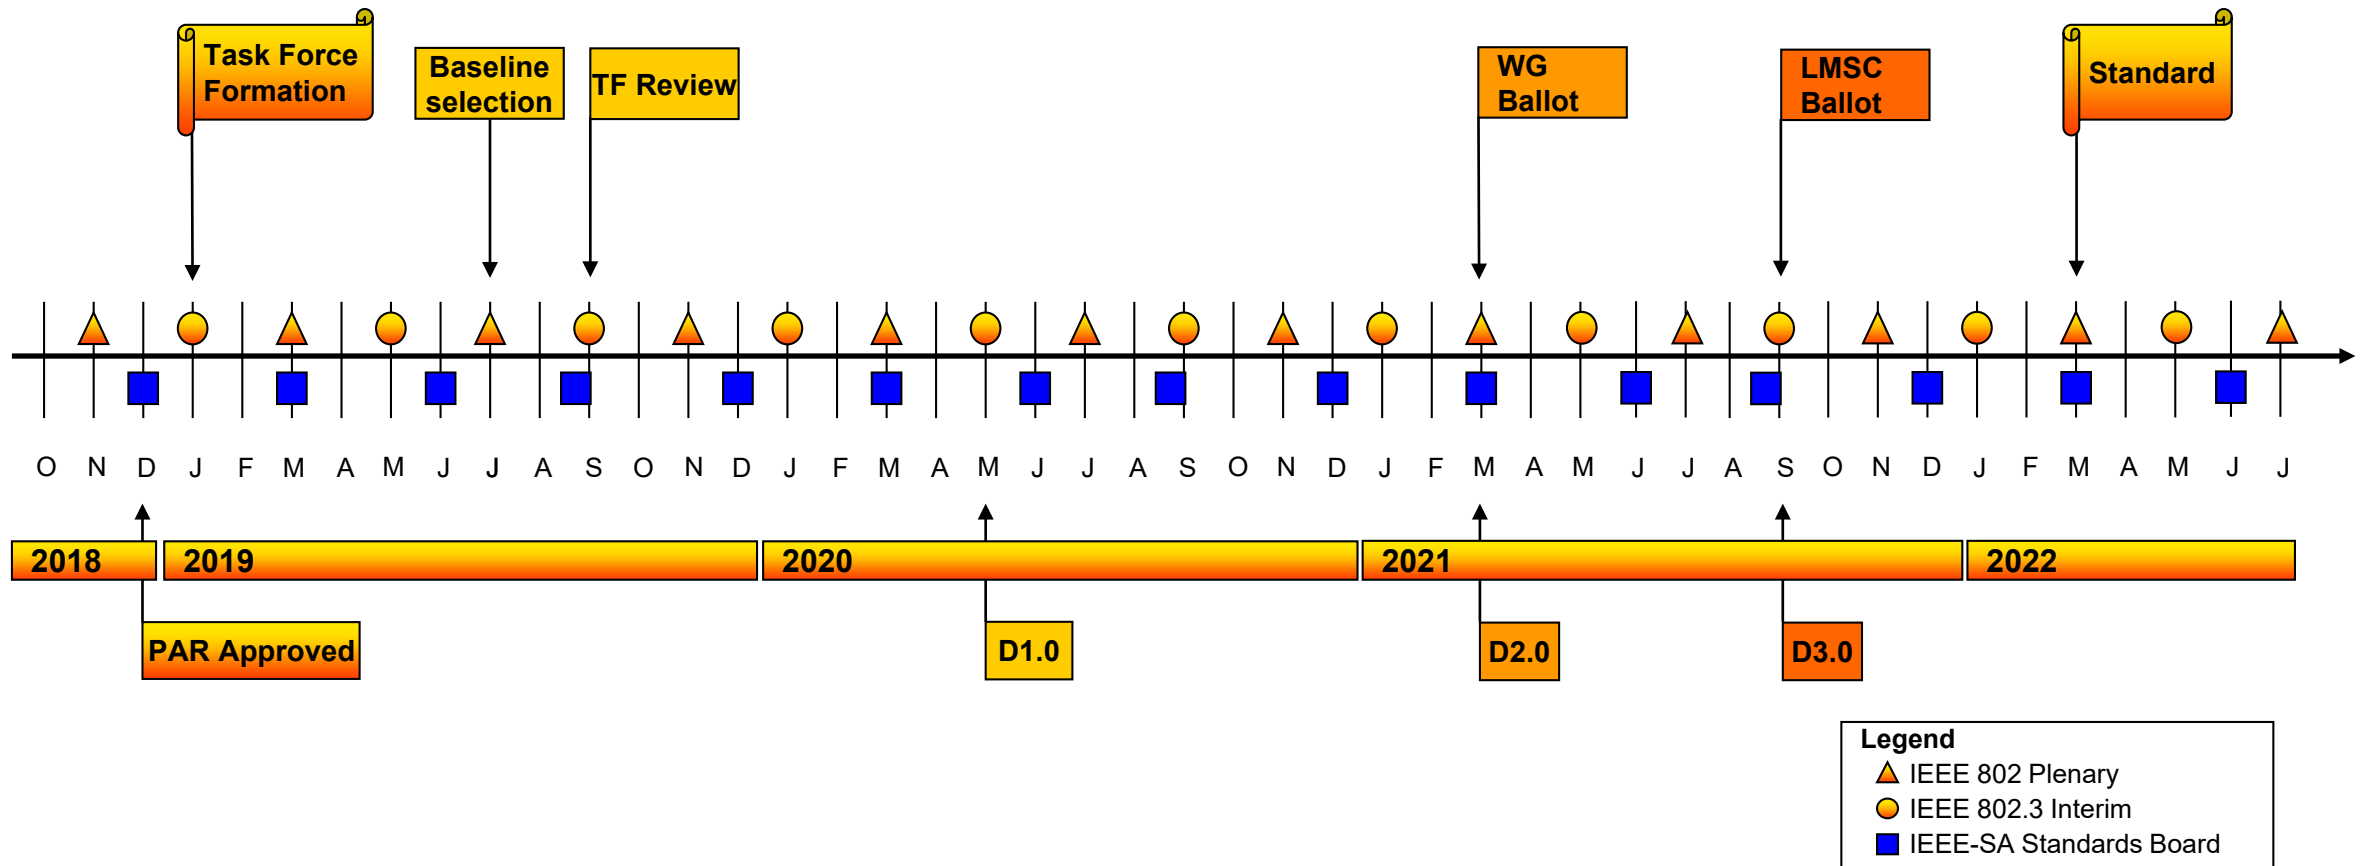 Task Force
Formation
Baseline
selection
TF Review
WG
Ballot
LMSC
Ballot
Standard
O N D J F M A M J J A S O N D J F M A M J J A S O N D J F M A M J J A S O N D J F M A M J J
2018 2019 2020 2021 2022
PAR Approved
D1.0
D2.0
D3.0
Legend
IEEE 802 Plenary
IEEE 802.3 Interim
IEEE-SA Standards Board